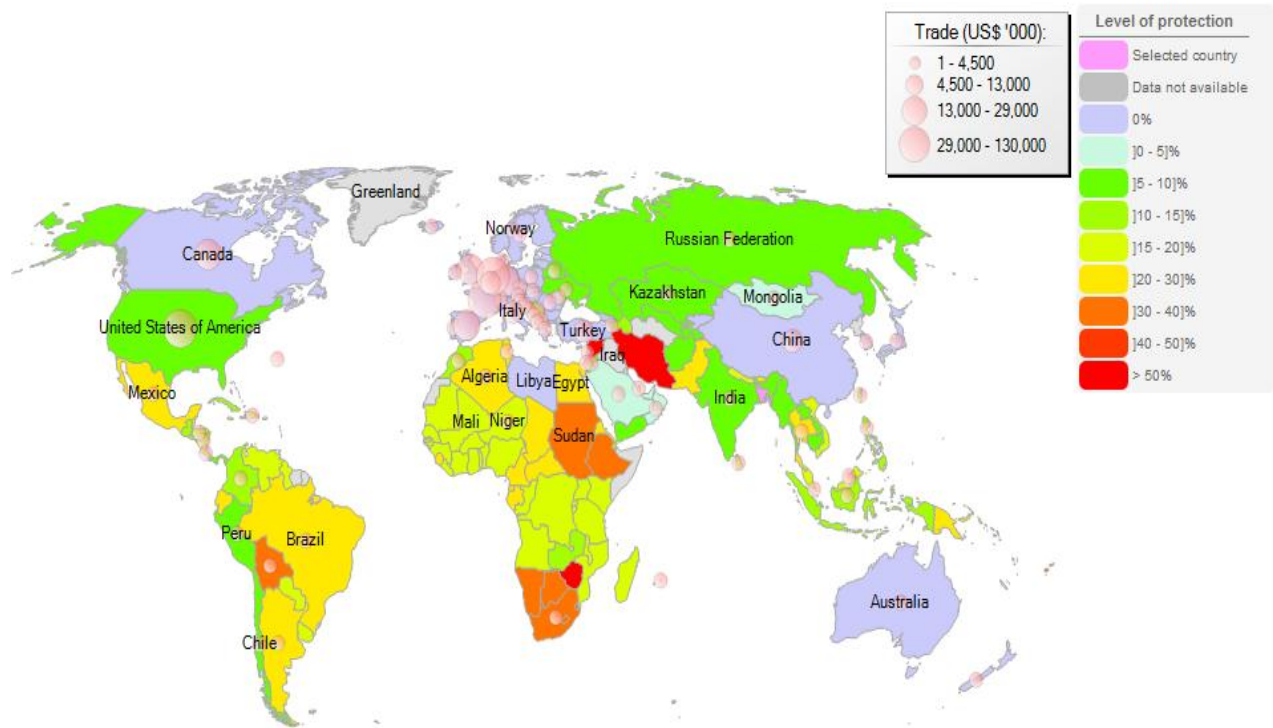 Trade (US$ '000):
1 - 4,500
4,500 - 13,000
13,000 - 29,000
29,000 - 130,000
Level of protection
Selected country
Data not available
0%
]0 - 5]%
]5 - 10]%
]10 - 15]%
]15 - 20]%
]20 - 30]%
]30 - 40]%
]40 - 50]%
> 50%
Greenland
Norway
Canada
Russian Federation
Kazakhstan
Mongolia
United States of America
Italy
Turkey
China
Iraq
Mexico
Algeria
Libya
Egypt
India
Mali
Niger
Sudan
Peru
Brazil
Australia
Chile